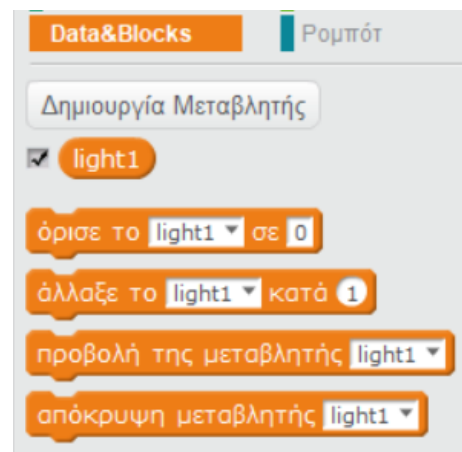 Data&Blocks Ρομπότ
Δημιουργία Μεταβλητής
light1
όρισε το light1 σε 0
άλλαξε το light1 κατά 1
προβολή της μεταβλητής light1
απόκρυψη μεταβλητής light1